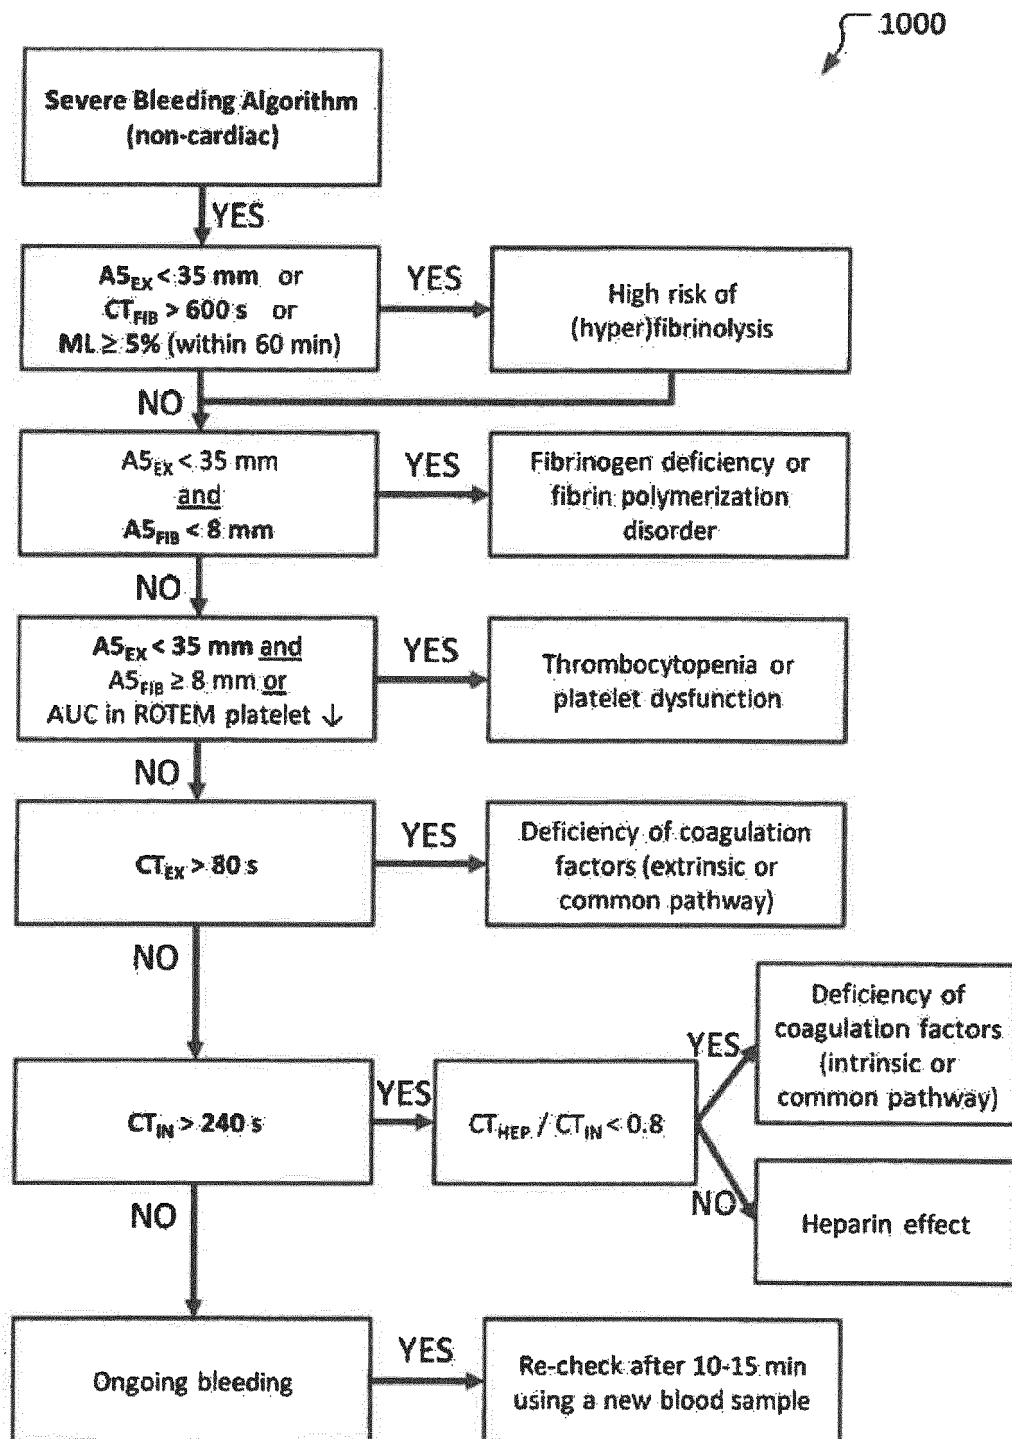 1000
Severe Bleeding Algorithm
(non-cardiac)
YES
A5EX < 35 mm or
CTFIB > 600 s or
ML ≥ 5% (within 60 min)
YES
High risk of
(hyper)fibrinolysis
NO
A5EX < 35 mm
and
A5FIB < 8 mm
YES
Fibrinogen deficiency or
fibrin polymerization
disorder
NO
A5EX < 35 mm and
A5FIB ≥ 8 mm or
AUC in ROTEM platelet ↓
YES
Thrombocytopenia or
platelet dysfunction
NO
CTEX > 80 s
YES
Deficiency of coagulation
factors (extrinsic or
common pathway)
NO
CTIN > 240 s
YES
CTHEP / CTIN < 0.8
YES
Deficiency of
coagulation factors
(intrinsic or
common pathway)
NO
Heparin effect
NO
Ongoing bleeding
YES
Re-check after 10-15 min
using a new blood sample